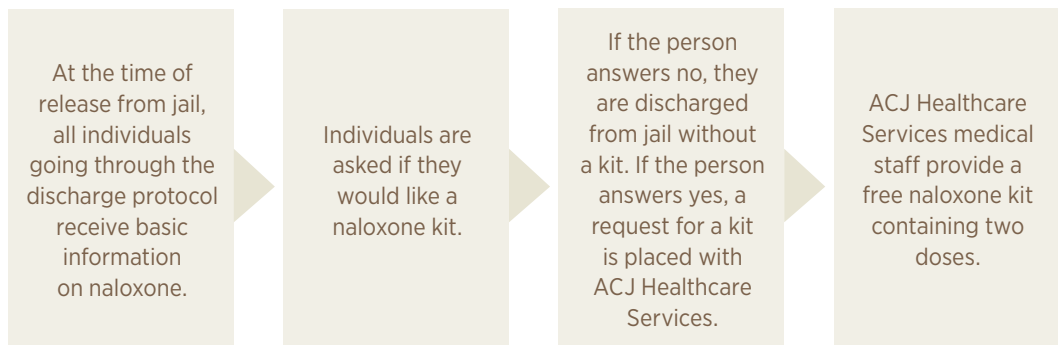 At the time of
release from jail,
all individuals
going through the
discharge protocol
receive basic
information
on naloxone.
Individuals are
asked if they
would like a
naloxone kit.
If the person
answers no, they
are discharged
from jail without
a kit. If the person
answers yes, a
request for a kit
is placed with
ACJ Healthcare
Services.
ACJ Healthcare
Services medical
staff provide a
free naloxone kit
containing two
doses.